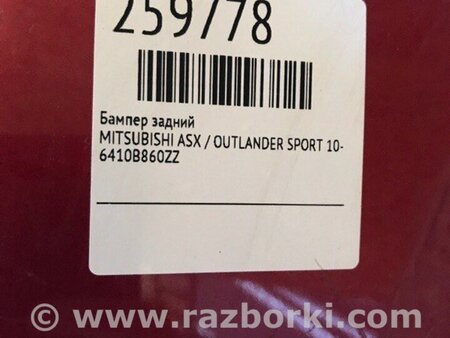 259778
Бампер задний
MITSUBISHI ASX / OUTLANDER SPORT 10-
6410B860ZZ
© www.razborki.com/